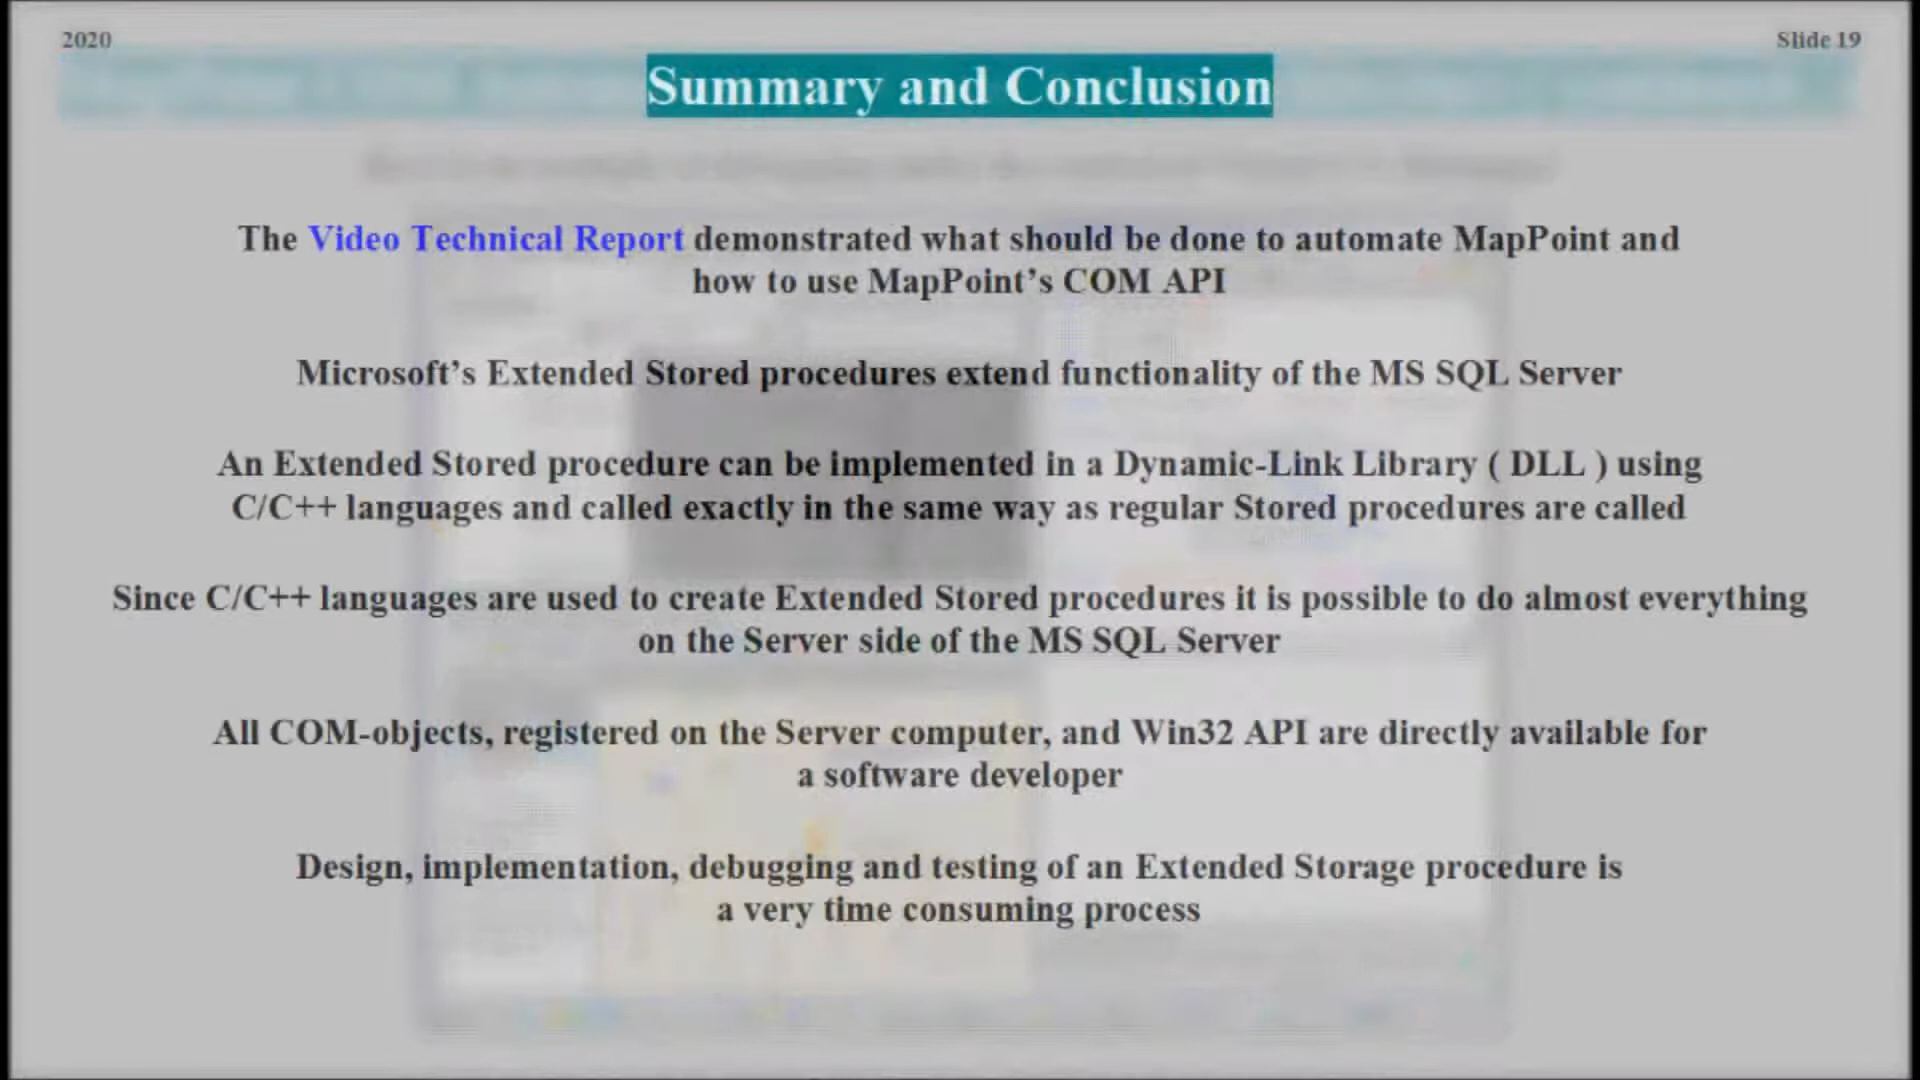 2020
Slide 19
Summary and Conclusion
The Video Technical Report demonstrated what should be done to automate MapPoint and
how to use MapPoint’s COM API
Microsoft’s Extended Stored procedures extend functionality of the MS SQL Server
An Extended Stored procedure can be implemented in a Dynamic-Link Library ( DLL ) using
C/C++ languages and called exactly in the same way as regular Stored procedures are called
Since C/C++ languages are used to create Extended Stored procedures it is possible to do almost everything
on the Server side of the MS SQL Server
All COM-objects, registered on the Server computer, and Win32 API are directly available for
a software developer
Design, implementation, debugging and testing of an Extended Storage procedure is
a very time consuming process